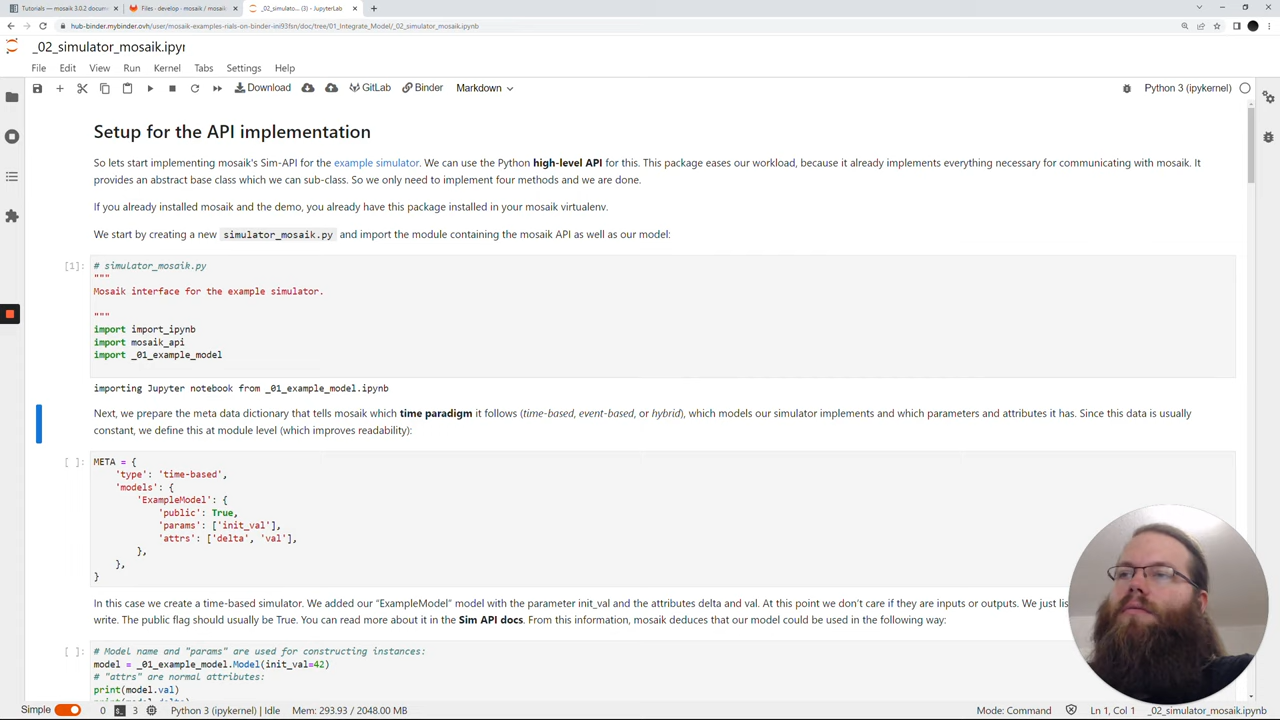 Tutorials — mosaik 3.0.2 docum
Files · develop · mosaik / mosaik
_02_simulato... (3) - JupyterLab
hub-binder.mybinder.ovh/user/mosaik-examples-rials-on-binder-ini93fsn/doc/tree/01_Integrate_Model/_02_simulator_mosaik.ipynb
_02_simulator_mosaik.ipyn
File Edit View Run Kernel Tabs Settings Help
Download GitLab Binder Markdown Python 3 (ipykernel)
Setup for the API implementation
So lets start implementing mosaik's Sim-API for the example simulator. We can use the Python high-level API for this. This package eases our workload, because it already implements everything necessary for communicating with mosaik. It
provides an abstract base class which we can sub-class. So we only need to implement four methods and we are done.
If you already installed mosaik and the demo, you already have this package installed in your mosaik virtualenv.
We start by creating a new simulator_mosaik.py and import the module containing the mosaik API as well as our model:
[1]: # simulator_mosaik.py
"""
Mosaik interface for the example simulator.
"""
import import_ipynb
import mosaik_api
import _01_example_model
importing Jupyter notebook from _01_example_model.ipynb
Next, we prepare the meta data dictionary that tells mosaik which time paradigm it follows (time-based, event-based, or hybrid), which models our simulator implements and which parameters and attributes it has. Since this data is usually
constant, we define this at module level (which improves readability):
[ ]: META = {
'type': 'time-based',
'models': {
'ExampleModel': {
'public': True,
'params': ['init_val'],
'attrs': ['delta', 'val'],
},
},
}
In this case we create a time-based simulator. We added our “ExampleModel” model with the parameter init_val and the attributes delta and val. At this point we don’t care if they are inputs or outputs. We just lis
write. The public flag should usually be True. You can read more about it in the Sim API docs. From this information, mosaik deduces that our model could be used in the following way:
[ ]: # Model name and "params" are used for constructing instances:
model = _01_example_model.Model(init_val=42)
# "attrs" are normal attributes:
print(model.val)
print(model.delta)
Simple 0 3 Python 3 (ipykernel) | Idle Mem: 293.93 / 2048.00 MB Mode: Command Ln 1, Col 1 _02_simulator_mosaik.ipynb